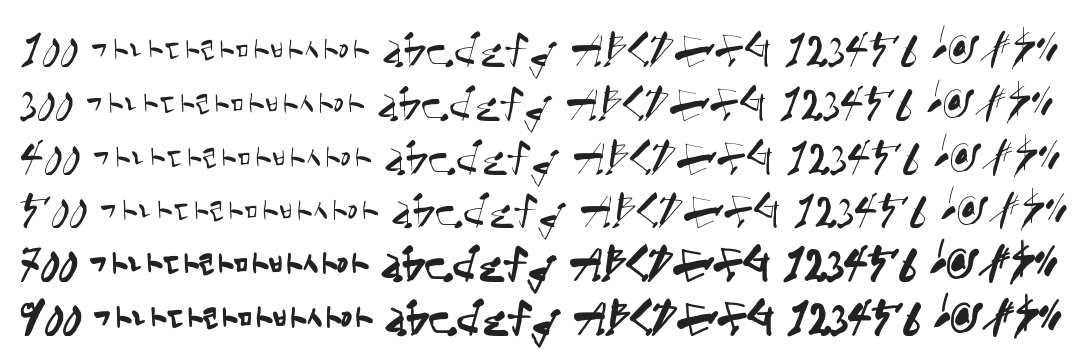 100 가나다라마바사아 abcdefg ABCDEFG 123456 !@#$%
300 가나다라마바사아 abcdefg ABCDEFG 123456 !@#$%
400 가나다라마바사아 abcdefg ABCDEFG 123456 !@#$%
500 가나다라마바사아 abcdefg ABCDEFG 123456 !@#$%
700 가나다라마바사아 abcdefg ABCDEFG 123456 !@#$%
900 가나다라마바사아 abcdefg ABCDEFG 123456 !@#$%